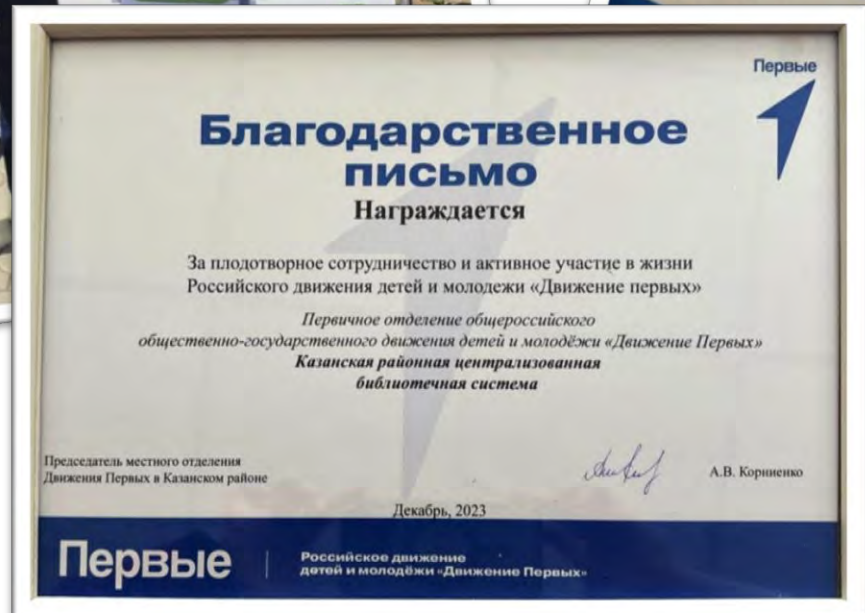 Первые
Благодарственное
письмо
Награждается
За плодотворное сотрудничество и активное участие в жизни
Российского движения детей и молодежи «Движение первых»
Первичное отделение общероссийского
общественно-государственного движения детей и молодёжи «Движение Первых»
Казанская районная централизованная
библиотечная система
Председатель местного отделения
Движения Первых в Казанском районе
А.В. Корниенко
Декабрь, 2023
Первые
Российское движение
детей и молодёжи «Движение Первых»